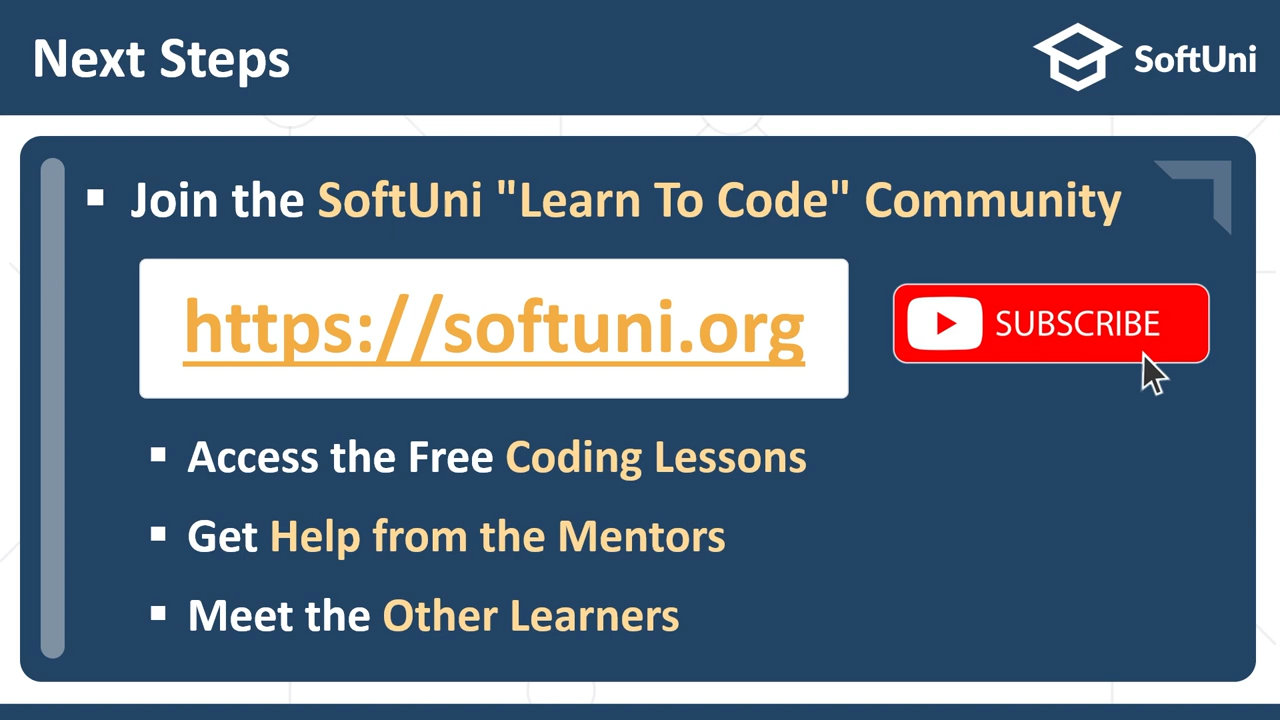 Next Steps
SoftUni
▪ Join the SoftUni "Learn To Code" Community
https://softuni.org
SUBSCRIBE
▪ Access the Free Coding Lessons
▪ Get Help from the Mentors
▪ Meet the Other Learners